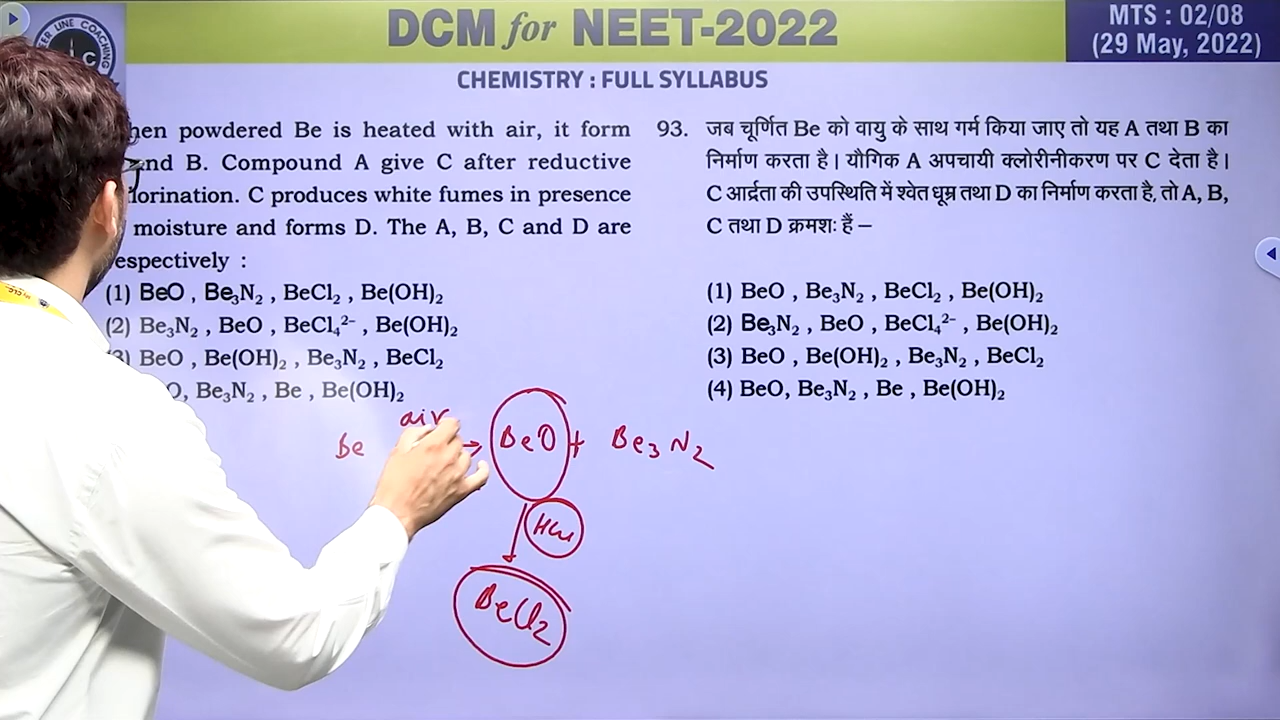 DCM for NEET-2022
MTS : 02/08
(29 May, 2022)
LINE COACHING
CHEMISTRY : FULL SYLLABUS
powdered Be is heated with air, it form
B. Compound A give C after reductive
C produces white fumes in presence
moisture and forms D. The A, B, C and D are
:
(1) BeO , Be₃N₂ , BeCl₂ , Be(OH)₂
(2) Be₃N₂ , BeO , BeCl₄²⁻ , Be(OH)₂
3) BeO , Be(OH)₂ , Be₃N₂ , BeCl₂
O, Be₃N₂ , Be , Be(OH)₂
93. जब चूर्णित Be को वायु के साथ गर्म किया जाए तो यह A तथा B का
निर्माण करता है। यौगिक A अपचायी क्लोरीनीकरण पर C देता है।
C आर्द्रता की उपस्थिति में श्वेत धूम्र तथा D का निर्माण करता है, तो A, B,
C तथा D क्रमशः हैं –
(1) BeO , Be₃N₂ , BeCl₂ , Be(OH)₂
(2) Be₃N₂ , BeO , BeCl₄²⁻ , Be(OH)₂
(3) BeO , Be(OH)₂ , Be₃N₂ , BeCl₂
(4) BeO, Be₃N₂ , Be , Be(OH)₂
air
Be → BeO + Be₃N₂
BeCl₂